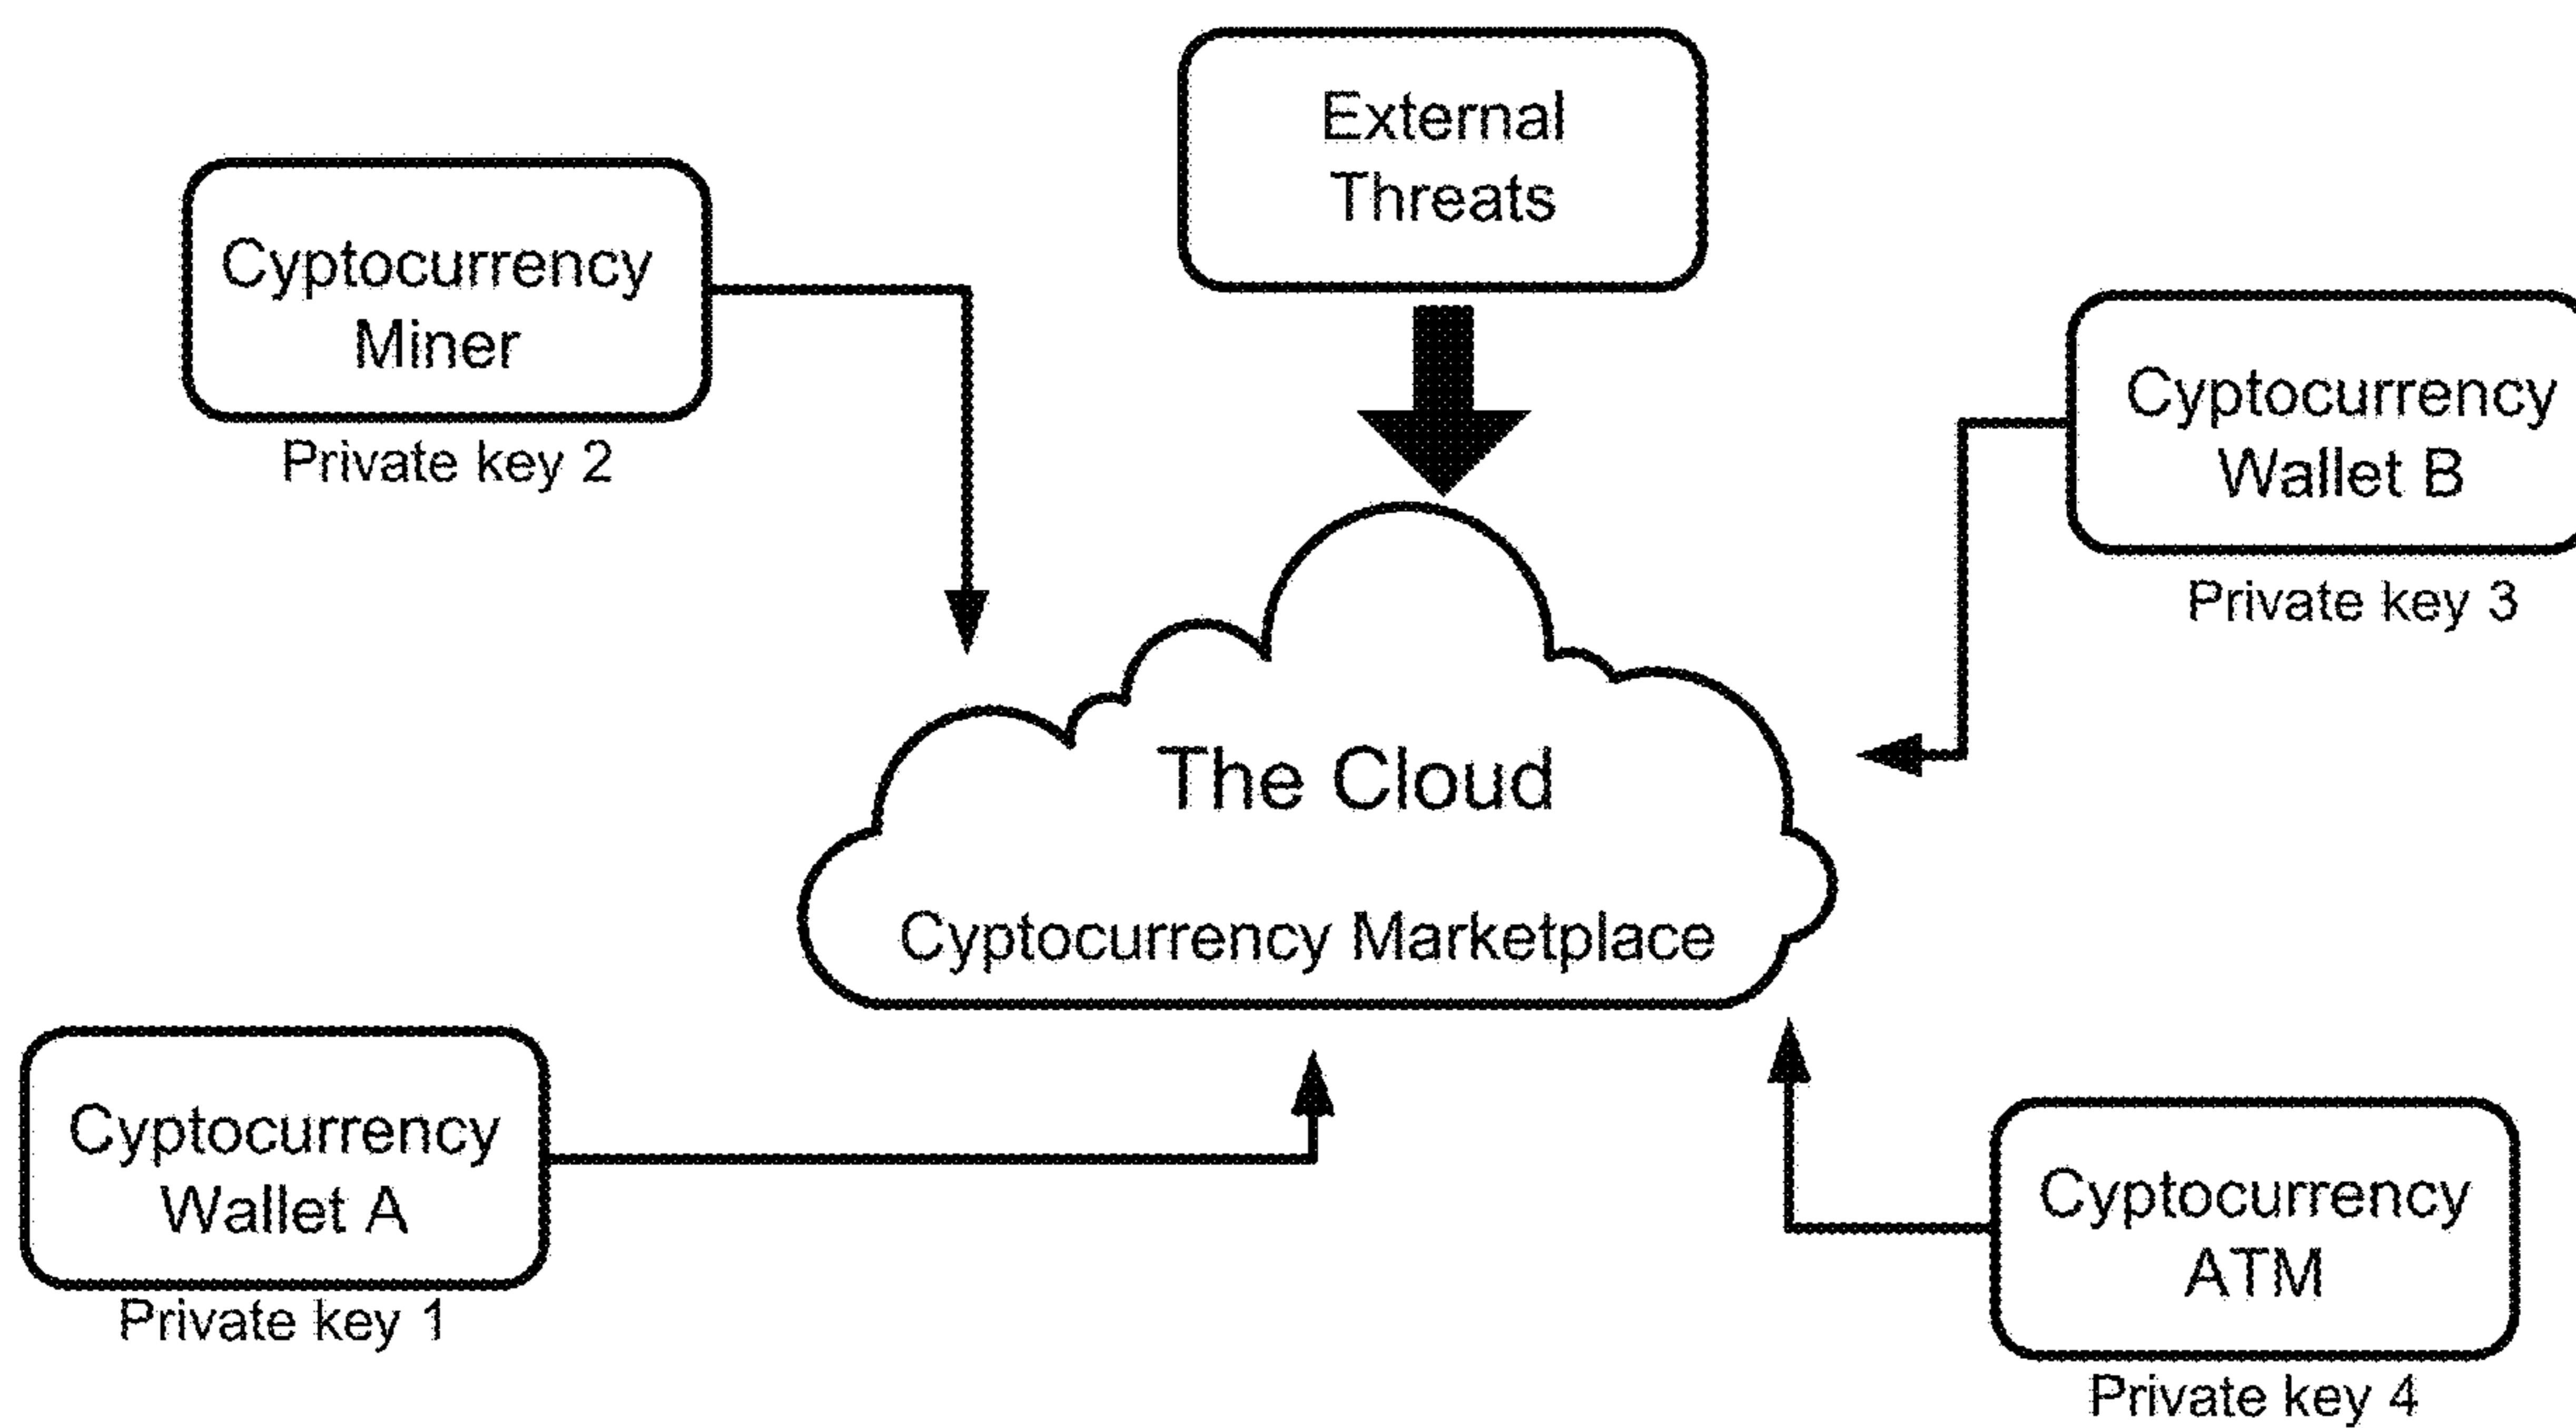 External
Threats
Cyptocurrency
Miner
Private key 2
Cyptocurrency
Wallet B
Private key 3
The Cloud
Cyptocurrency Marketplace
Cyptocurrency
Wallet A
Private key 1
Cyptocurrency
ATM
Private key 4